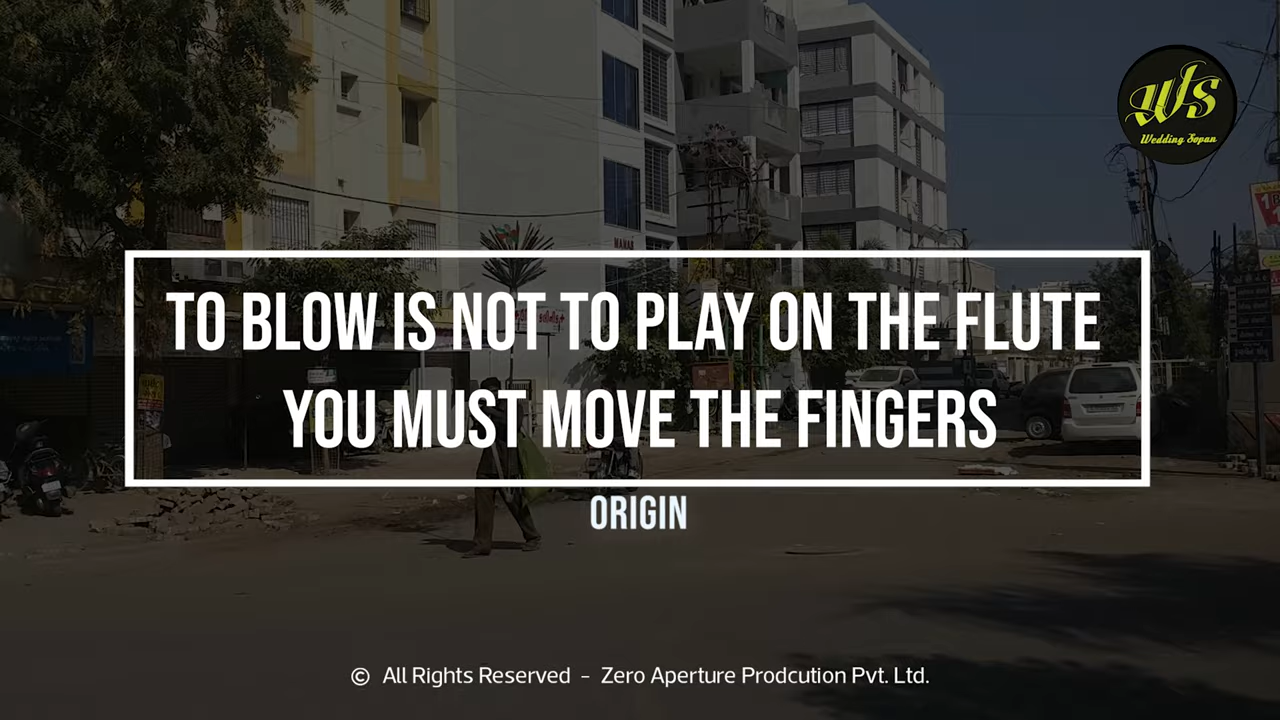 WS
Wedding Sopan
MANAS
TO BLOW IS NOT TO PLAY ON THE FLUTE
YOU MUST MOVE THE FINGERS
ORIGIN
© All Rights Reserved - Zero Aperture Prodcution Pvt. Ltd.